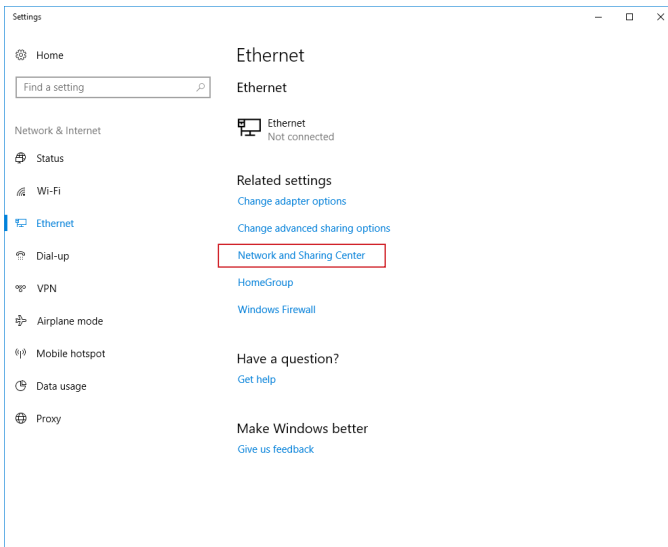 Settings
Home
Find a setting
Network & Internet
Status
Wi-Fi
Ethernet
Dial-up
VPN
Airplane mode
Mobile hotspot
Data usage
Proxy
Ethernet
Ethernet
Ethernet
Not connected
Related settings
Change adapter options
Change advanced sharing options
Network and Sharing Center
HomeGroup
Windows Firewall
Have a question?
Get help
Make Windows better
Give us feedback